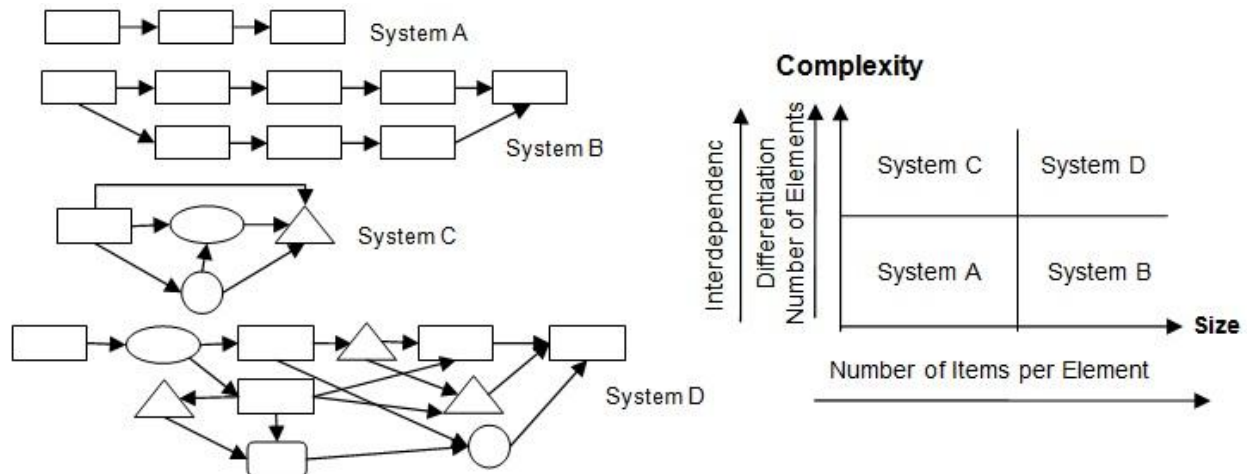 System A
System B
System C
System D
Complexity
Interdependenc
Differentiation
Number of Elements
System C
System D
System A
System B
Size
Number of Items per Element